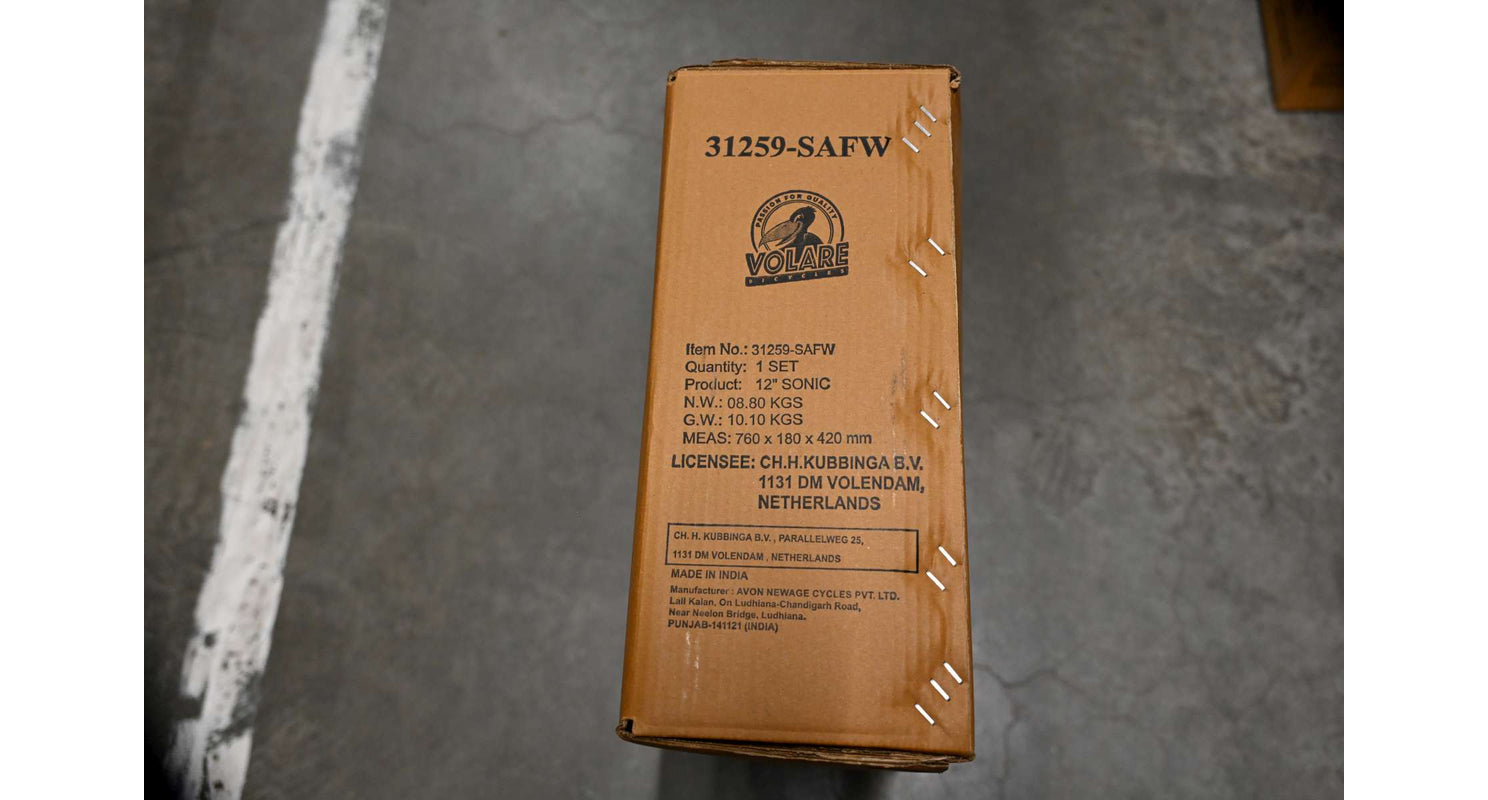 31259-SAFW
PASSION FOR QUALITY
VOLARE
BICYCLES
Item No.: 31259-SAFW
Quantity: 1 SET
Product: 12" SONIC
N.W.: 08.80 KGS
G.W.: 10.10 KGS
MEAS: 760 x 180 x 420 mm
LICENSEE: CH.H.KUBBINGA B.V.
1131 DM VOLENDAM,
NETHERLANDS
CH. H. KUBBINGA B.V. , PARALLELWEG 25,
1131 DM VOLENDAM , NETHERLANDS
MADE IN INDIA
Manufacturer : AVON NEWAGE CYCLES PVT. LTD.
Lall Kalan, On Ludhiana-Chandigarh Road,
Near Neelon Bridge, Ludhiana.
PUNJAB-141121 (INDIA)